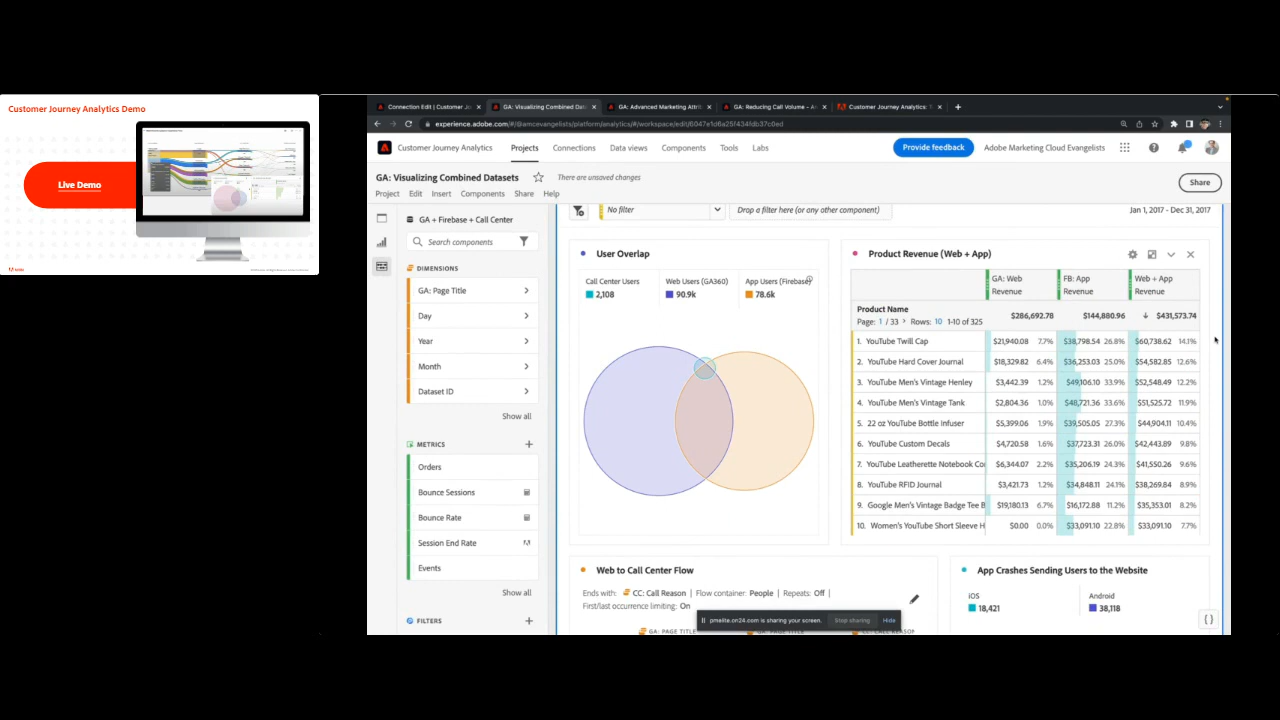 Customer Journey Analytics Demo
Live Demo
Connection Edit | Customer Jo
GA: Visualizing Combined Dat
GA: Advanced Marketing Attri
GA: Reducing Call Volume - Ad
Customer Journey Analytics:
experience.adobe.com/#/@amcevangelists/platform/analytics/#/workspace/edit/6047e1d6a25f434fdb37c0ed
Customer Journey Analytics
Projects
Connections
Data views
Components
Tools
Labs
Provide feedback
Adobe Marketing Cloud Evangelists
GA: Visualizing Combined Datasets
There are unsaved changes
Share
Project Edit Insert Components Share Help
GA + Firebase + Call Center
No filter
Drop a filter here (or any other component)
Jan 1, 2017 - Dec 31, 2017
Search components
DIMENSIONS
GA: Page Title
Day
Year
Month
Dataset ID
Show all
METRICS
Orders
Bounce Sessions
Bounce Rate
Session End Rate
Events
Show all
FILTERS
User Overlap
Call Center Users
2,108
Web Users (GA360)
90.9k
App Users (Firebase)
78.6k
Product Revenue (Web + App)
GA: Web Revenue
FB: App Revenue
Web + App Revenue
Product Name
Page: 1 / 33 > Rows: 10 1-10 of 325
$286,692.78 $144,880.96 ↓ $431,573.74
1. YouTube Twill Cap $21,940.08 7.7% $38,798.54 26.8% $60,738.62 14.1%
2. YouTube Hard Cover Journal $18,329.82 6.4% $36,253.03 25.0% $54,582.85 12.6%
3. YouTube Men's Vintage Henley $3,442.39 1.2% $49,106.10 33.9% $52,548.49 12.2%
4. YouTube Men's Vintage Tank $2,804.36 1.0% $48,721.36 33.6% $51,525.72 11.9%
5. 22 oz YouTube Bottle Infuser $5,399.06 1.9% $39,505.05 27.3% $44,904.11 10.4%
6. YouTube Custom Decals $4,720.58 1.6% $37,723.31 26.0% $42,443.89 9.8%
7. YouTube Leatherette Notebook Co $6,344.07 2.2% $35,206.19 24.3% $41,550.26 9.6%
8. YouTube RFID Journal $3,421.73 1.2% $34,848.11 24.1% $38,269.84 8.9%
9. Google Men's Vintage Badge Tee B $19,180.13 6.7% $16,172.88 11.2% $35,353.01 8.2%
10. Women's YouTube Short Sleeve H $0.00 0.0% $33,091.10 22.8% $33,091.10 7.7%
Web to Call Center Flow
Ends with: CC: Call Reason | Flow container: People | Repeats: Off |
First/last occurrence limiting: On
GA: PAGE TITLE
GA: PAGE TITLE
CC: CALL REASON
App Crashes Sending Users to the Website
iOS
18,421
Android
38,118
pmelite.on24.com is sharing your screen.
Stop sharing
Hide